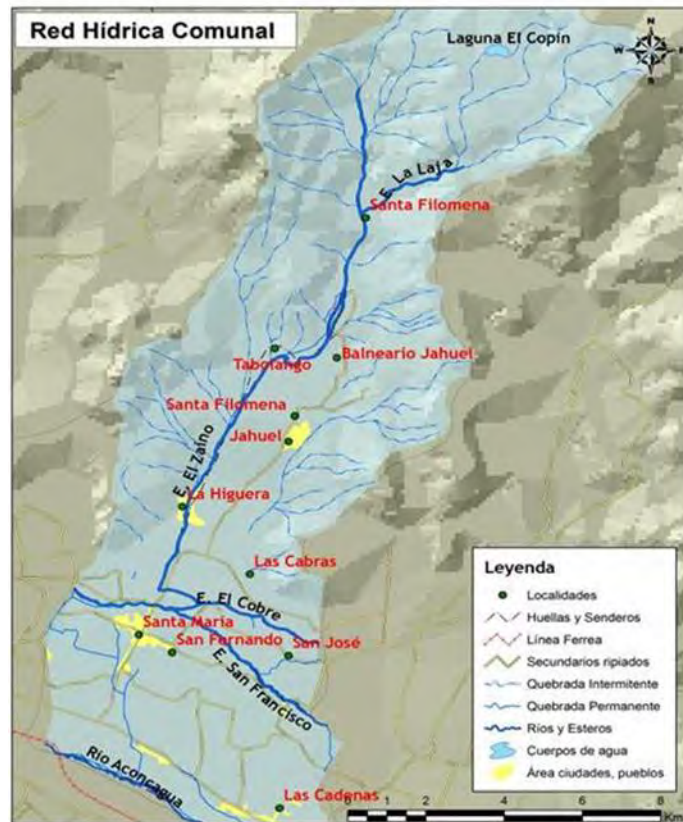 Red Hídrica Comunal
Laguna El Copín
N
W
S
E. La Laja
Santa Filomena
Tabolango
Balneario Jahuel
Santa Filomena
Jahuel
E. El Zaino
La Higuera
Las Cabras
E. El Cobre
Santa María
San Fernando
San José
E. San Francisco
Río Aconcagua
Las Cadenas
Leyenda
Localidades
Huellas y Senderos
Línea Ferrea
Secundarios ripiados
Quebrada Intermitente
Quebrada Permanente
Ríos y Esteros
Cuerpos de agua
Área ciudades, pueblos
0 1 2 4 6 8
Km